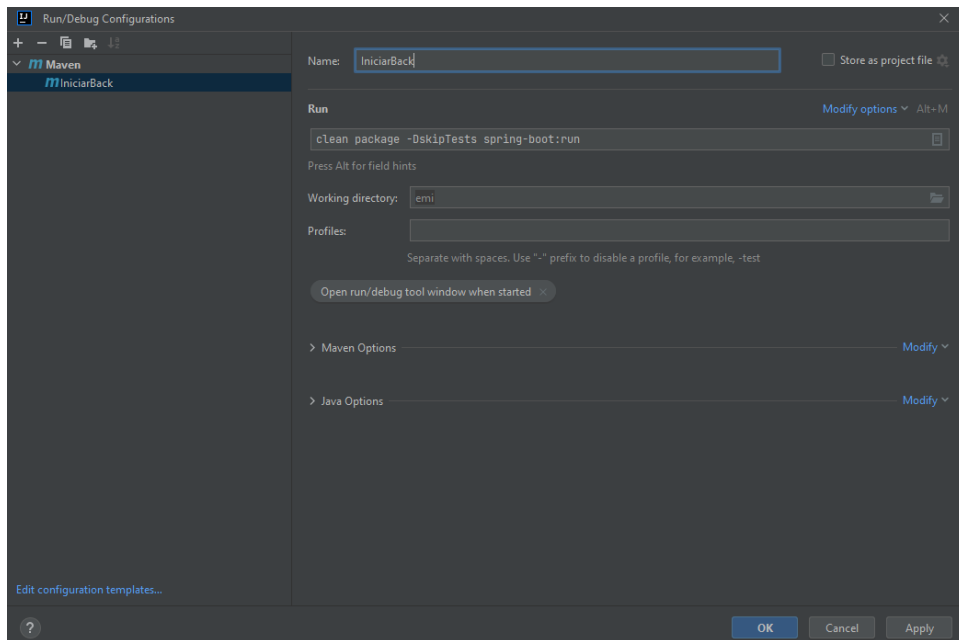 Run/Debug Configurations
Maven
IniciarBack
Name: IniciarBack Store as project file
Run Modify options Alt+M
clean package -DskipTests spring-boot:run
Press Alt for field hints
Working directory: emi
Profiles:
Separate with spaces. Use "-" prefix to disable a profile, for example, -test
Open run/debug tool window when started
Maven Options Modify
Java Options Modify
Edit configuration templates...
? OK Cancel Apply